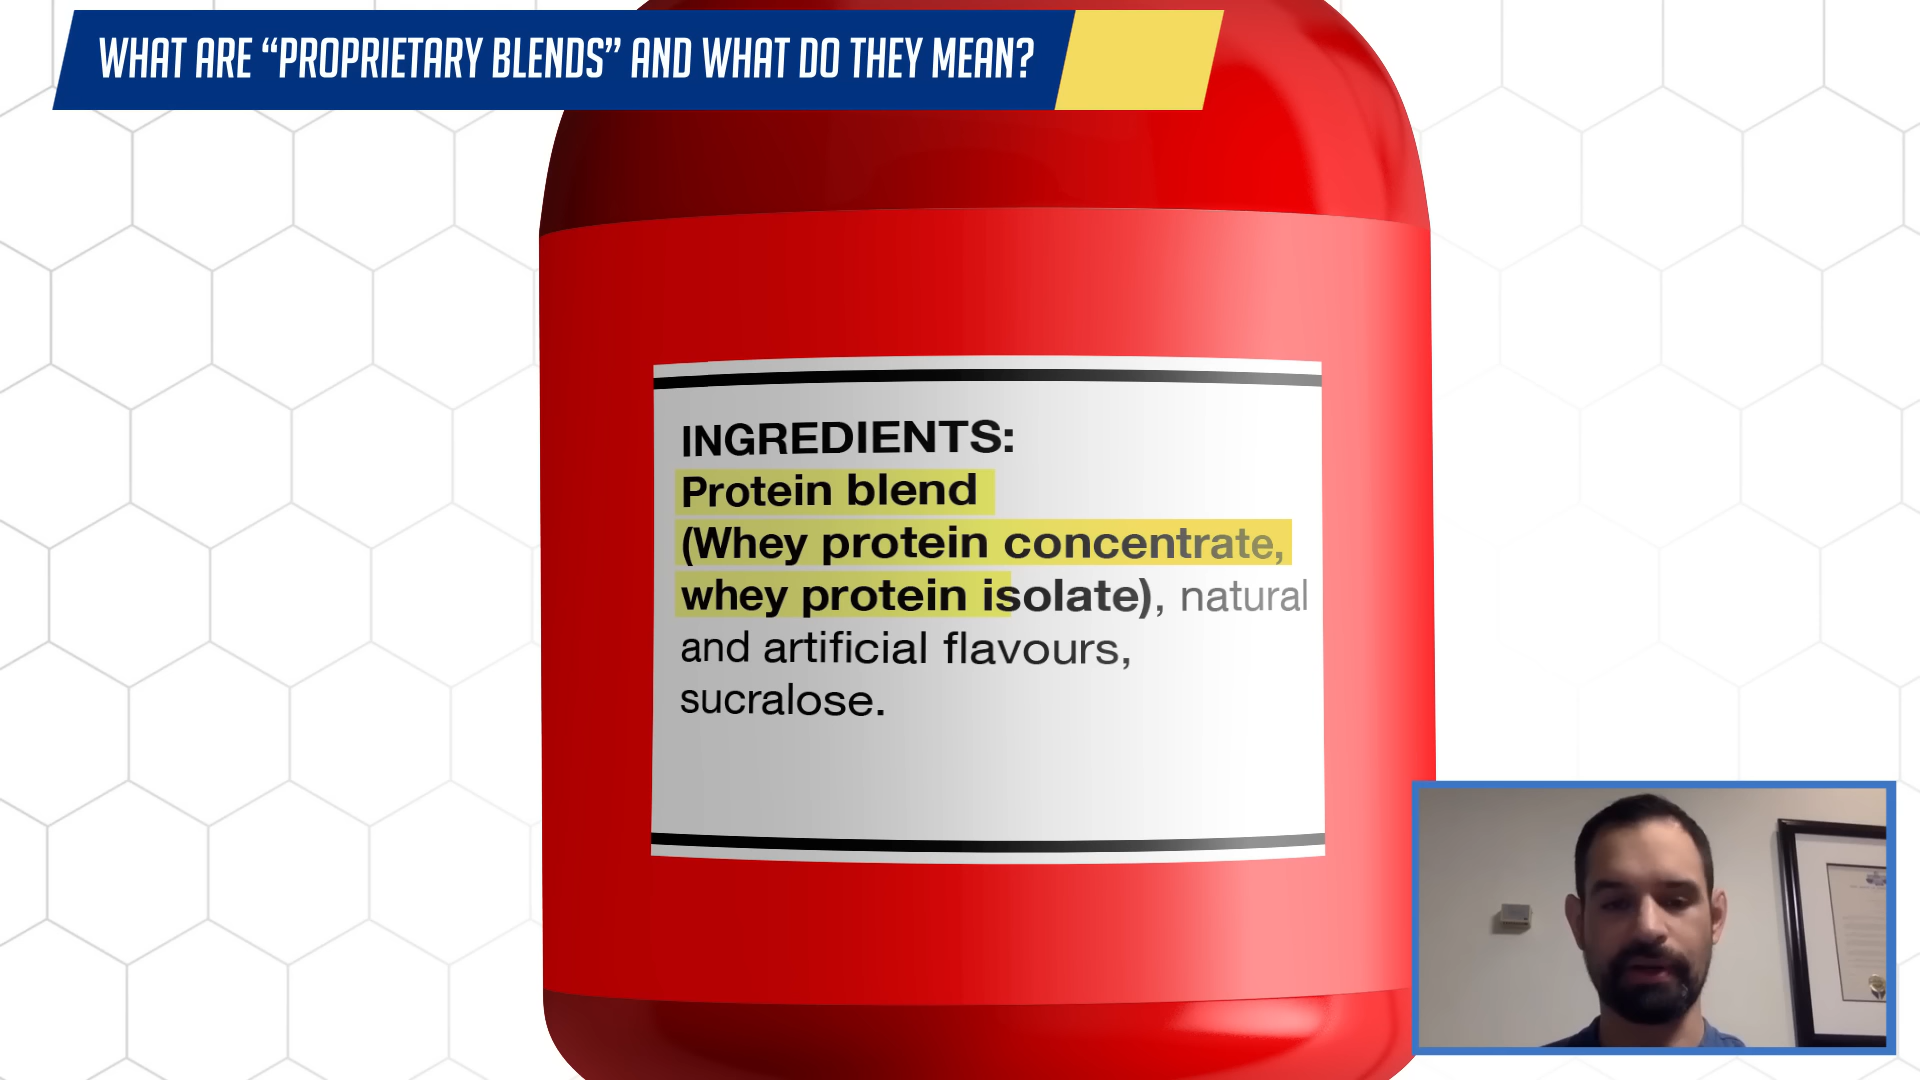 WHAT ARE “PROPRIETARY BLENDS” AND WHAT DO THEY MEAN?
INGREDIENTS:
Protein blend
(Whey protein concentrate,
whey protein isolate), natural
and artificial flavours,
sucralose.